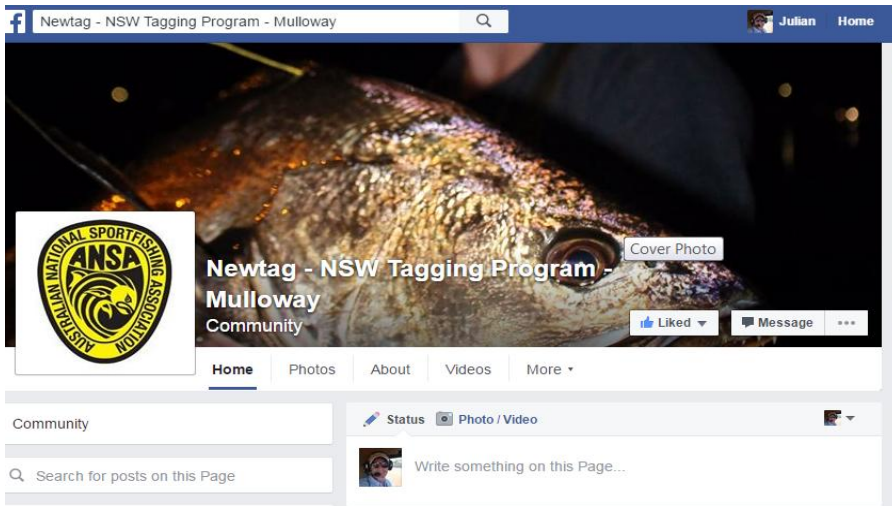 Newtag - NSW Tagging Program - Mulloway
Julian Home
Cover Photo
AUSTRALIAN NATIONAL SPORTFISHING ASSOCIATION
ANSA
Newtag - NSW Tagging Program -
Mulloway
Community
Liked Message
Home Photos About Videos More
Community
Status Photo / Video
Search for posts on this Page
Write something on this Page...